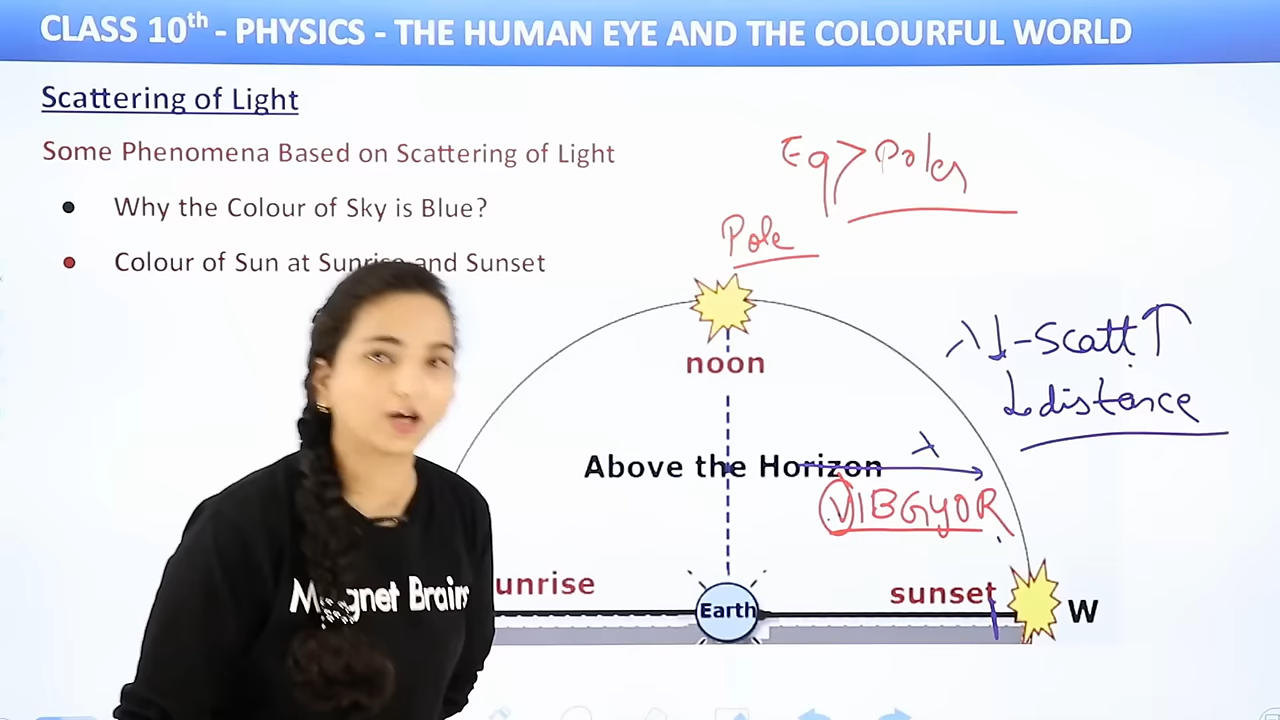 CLASS 10th - PHYSICS - THE HUMAN EYE AND THE COLOURFUL WORLD
Scattering of Light
Some Phenomena Based on Scattering of Light
Eq > Poles
● Why the Colour of Sky is Blue?
Pole
● Colour of Sun at Sunrise and Sunset
noon
λ↓-Scatt↑
↳distance
λ
Above the Horizon
VIBGYOR
unrise
sunset
Earth
W
Magnet Brains